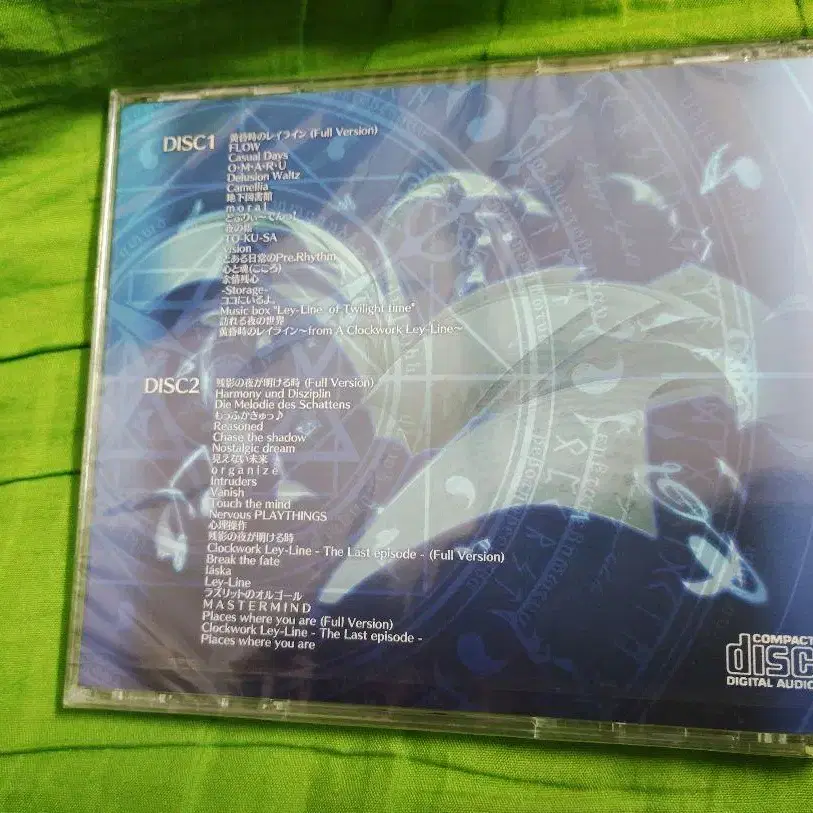 DISC1
黄昏時のレイライン (Full Version)
FLOW
Casual Days
O・M・A・R・U
Delusion Waltz
Camellia
地下図書館
moral
どぶりぃ〜でんっ!
夜の猫
TO-KU-SA
vision
とある日常のPre.Rhythm
心と魂(こころ)
余情残心
-Storage-
ココにいるよ。
Music box "Ley-Line of Twilight time"
訪れる夜の世界
黄昏時のレイライン〜from A Clockwork Ley-Line〜
DISC2
残影の夜が明ける時 (Full Version)
Harmony und Disziplin
Die Melodie des Schattens
もっふかきゅっ♪
Reasoned
Chase the shadow
Nostalgic dream
見えない未来
organize
Intruders
Vanish
Touch the mind
Nervous PLAYTHINGS
心理操作
残影の夜が明ける時
Clockwork Ley-Line - The Last episode - (Full Version)
Break the fate
láska
Ley-Line
ラズリットのオルゴール
MASTERMIND
Places where you are (Full Version)
Clockwork Ley-Line - The Last episode -
Places where you are
COMPACT
disc
DIGITAL AUDIO